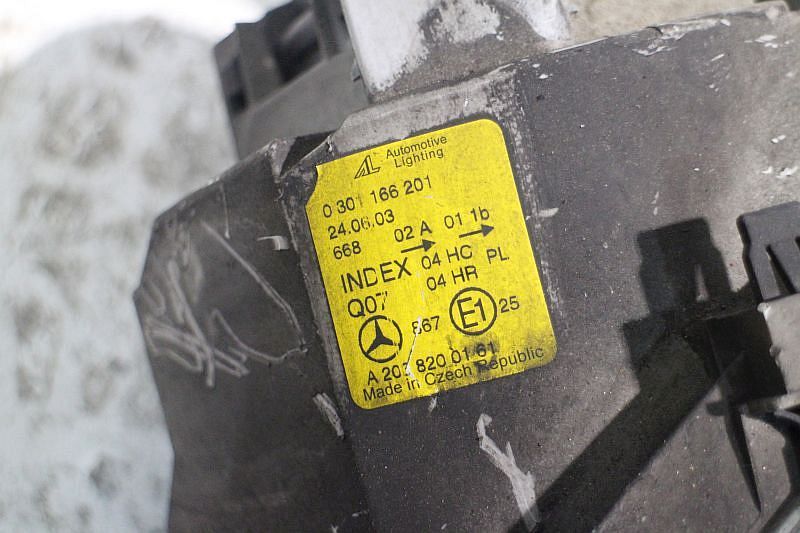 AL Automotive
Lighting
0 301 166 201
24.06.03
668 02 A 01 1b
INDEX 04 HC PL
Q07 04 HR
867 E1 25
A 203 820 01 61
Made in Czech Republic